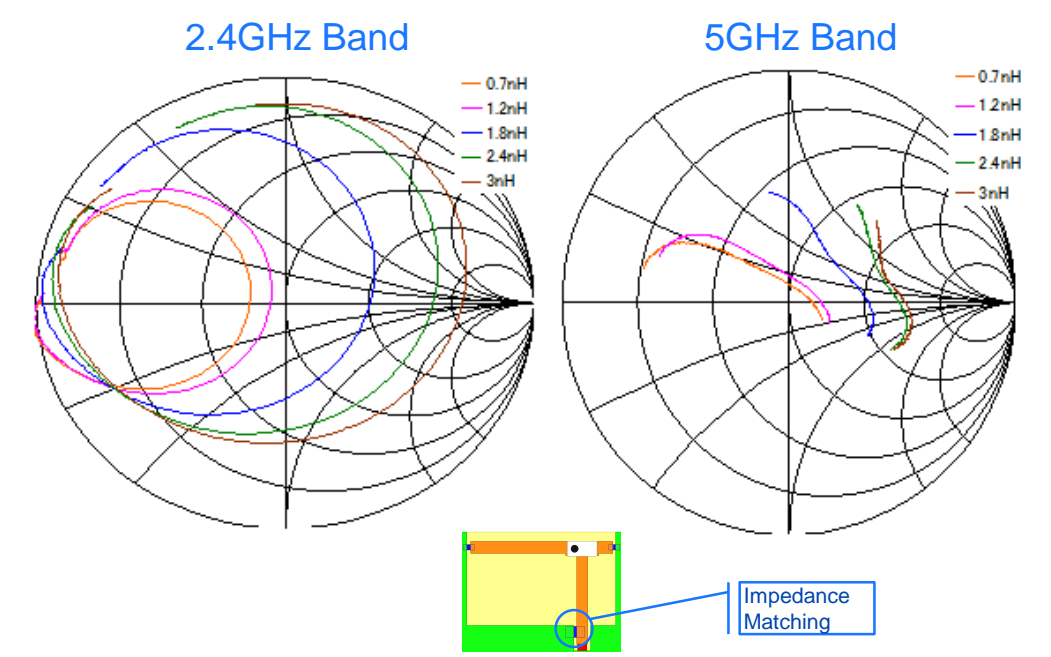 2.4GHz Band
5GHz Band
0.7nH
1.2nH
1.8nH
2.4nH
3nH
0.7nH
1.2nH
1.8nH
2.4nH
3nH
Impedance
Matching